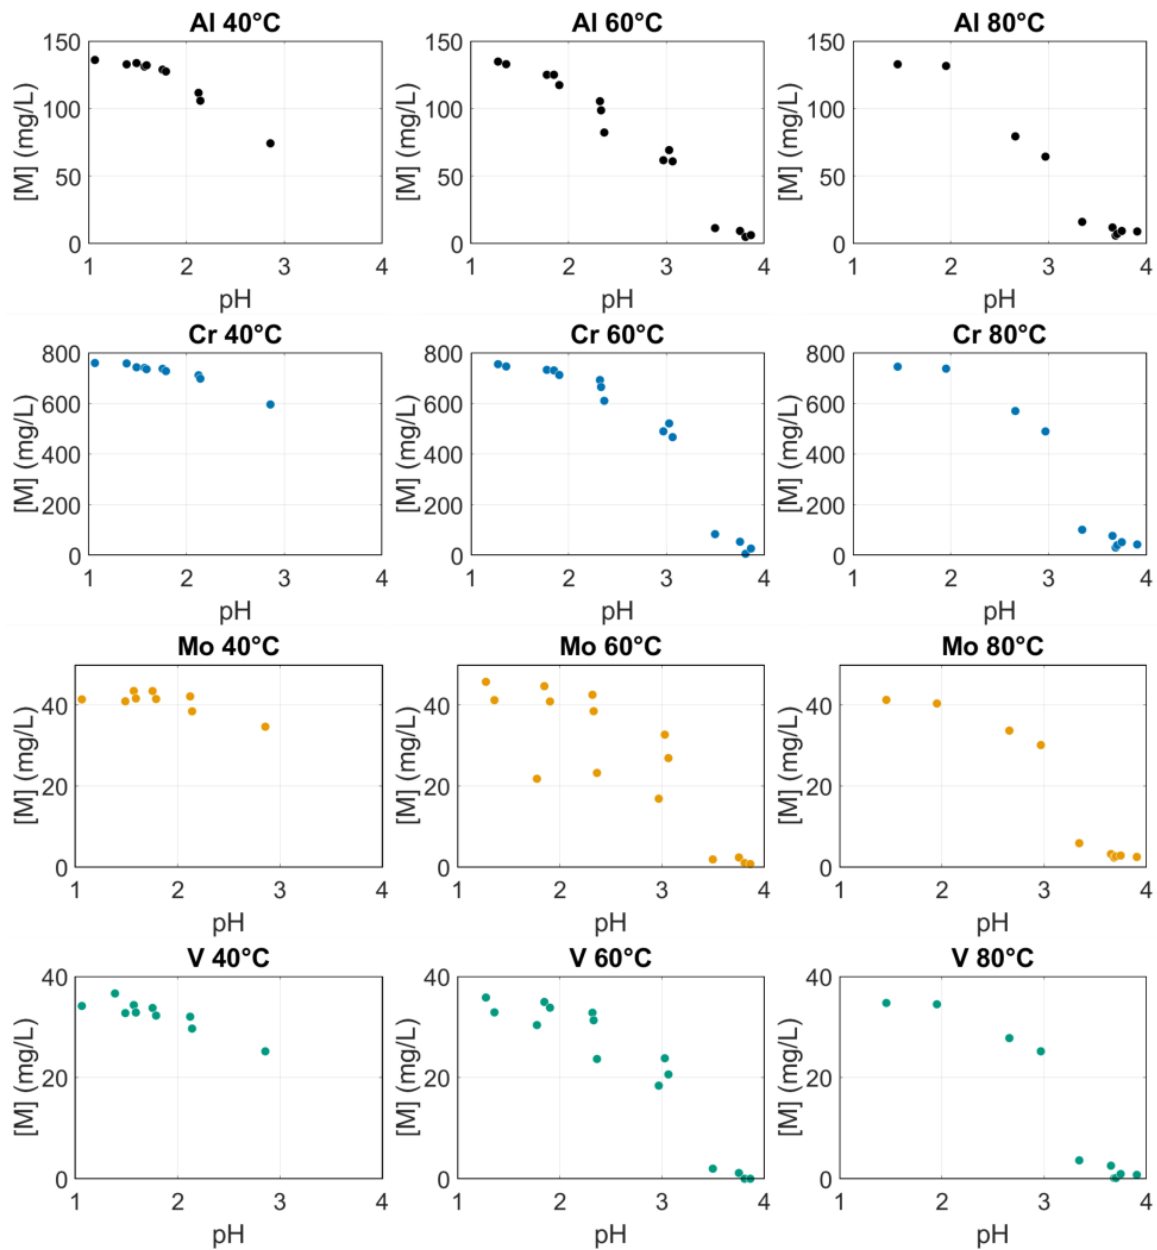 Al 40°C
Al 60°C
Al 80°C
[M] (mg/L)
150
100
50
0
1
2
3
4
pH
[M] (mg/L)
150
100
50
0
1
2
3
4
pH
[M] (mg/L)
150
100
50
0
1
2
3
4
pH
Cr 40°C
Cr 60°C
Cr 80°C
[M] (mg/L)
800
600
400
200
0
1
2
3
4
pH
[M] (mg/L)
800
600
400
200
0
1
2
3
4
pH
[M] (mg/L)
800
600
400
200
0
1
2
3
4
pH
Mo 40°C
Mo 60°C
Mo 80°C
[M] (mg/L)
40
20
0
1
2
3
4
pH
[M] (mg/L)
40
20
0
1
2
3
4
pH
[M] (mg/L)
40
20
0
1
2
3
4
pH
V 40°C
V 60°C
V 80°C
[M] (mg/L)
40
20
0
1
2
3
4
pH
[M] (mg/L)
40
20
0
1
2
3
4
pH
[M] (mg/L)
40
20
0
1
2
3
4
pH